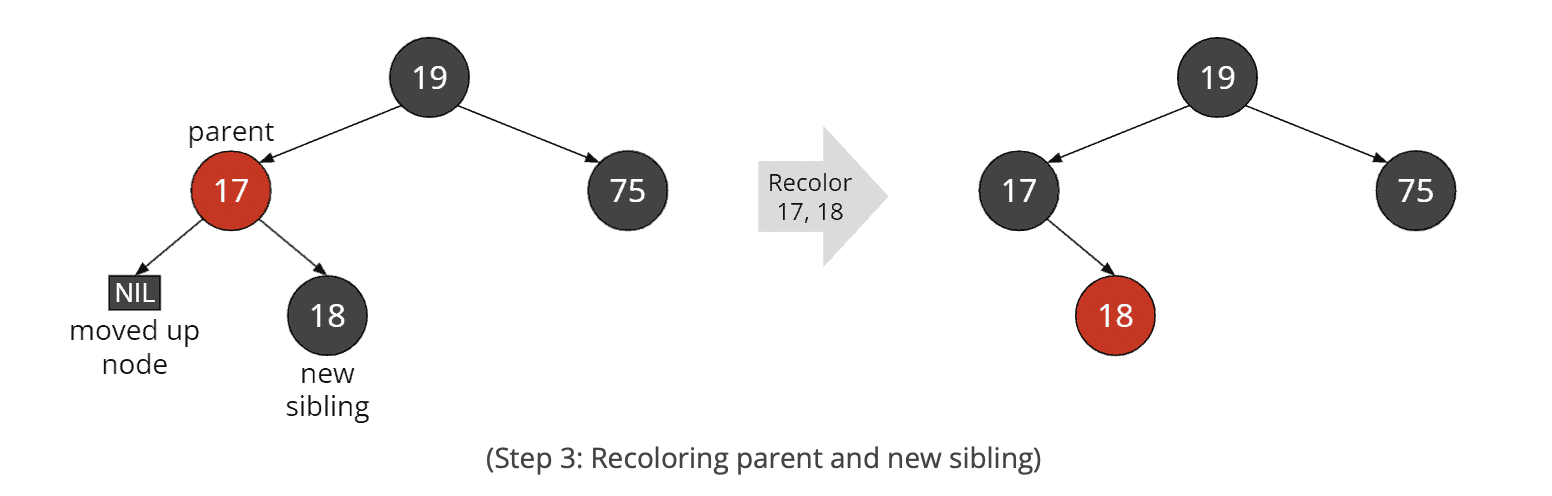 19
parent
17
75
NIL
18
moved up
node
new
sibling
Recolor
17, 18
19
17
75
18
(Step 3: Recoloring parent and new sibling)